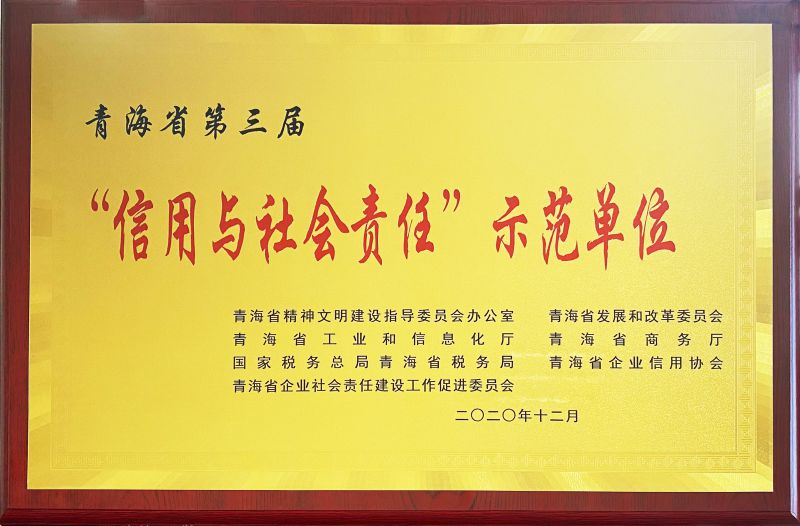 青海省第三届
“信用与社会责任”示范单位
青海省精神文明建设指导委员会办公室 青海省发展和改革委员会
青海省工业和信息化厅 青海省商务厅
国家税务总局青海省税务局 青海省企业信用协会
青海省企业社会责任建设工作促进委员会
二〇二〇年十二月